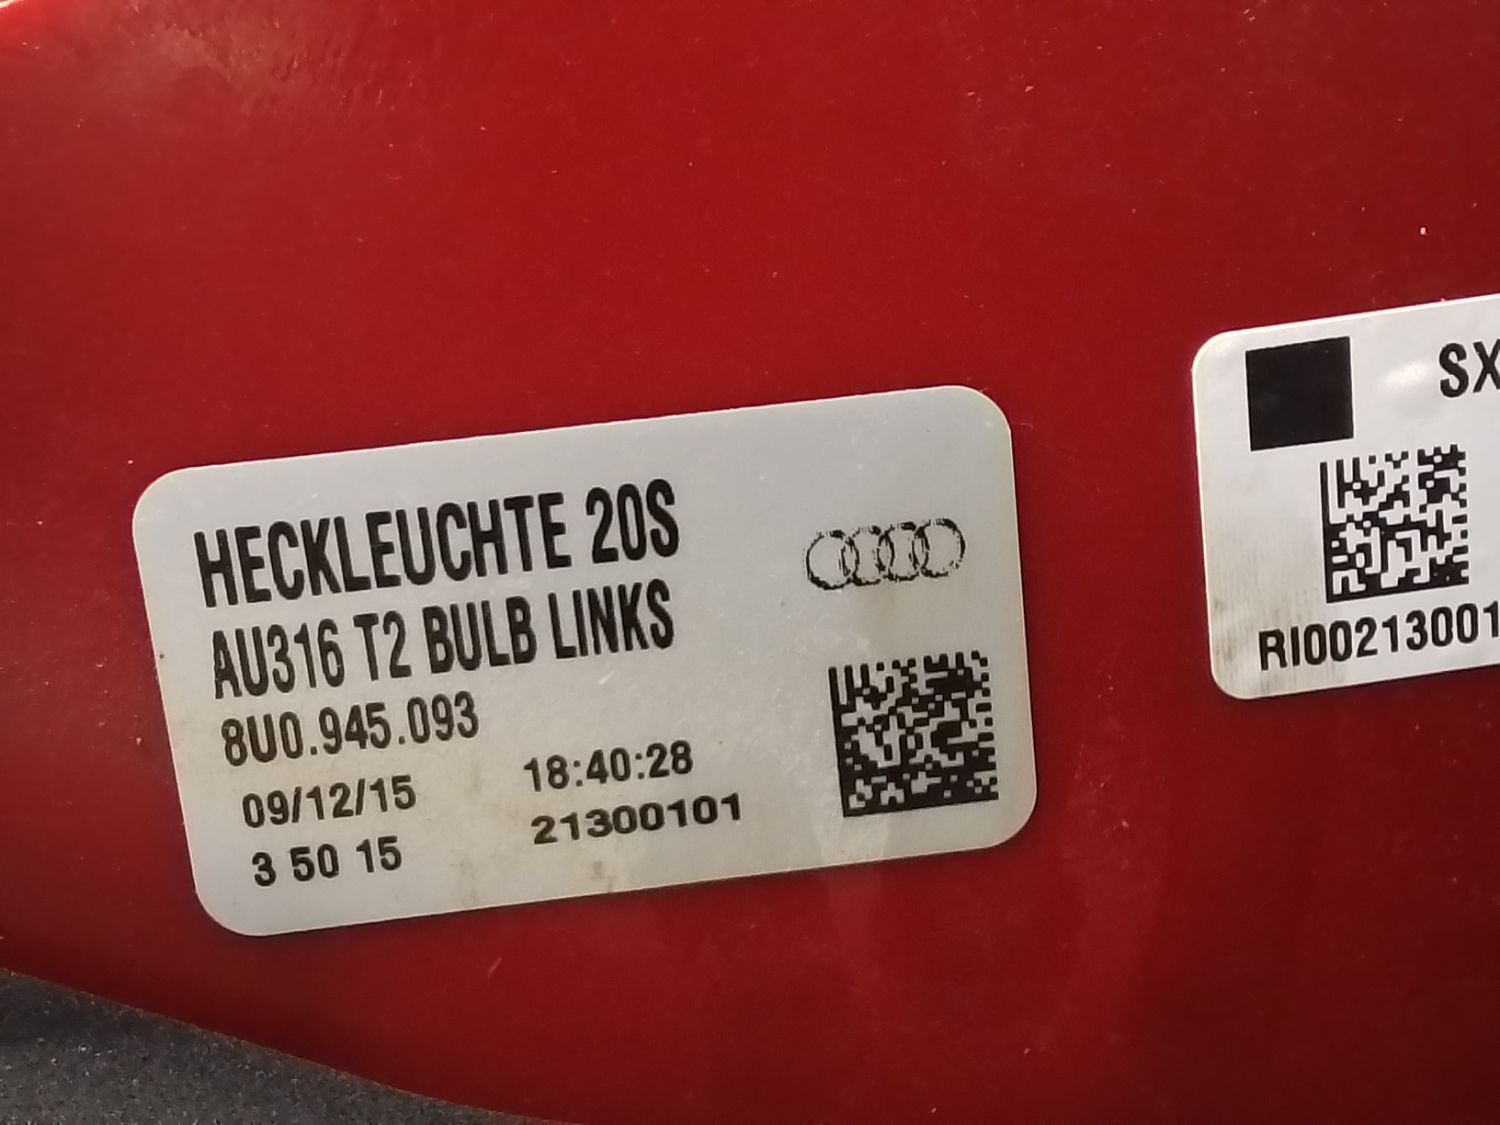 HECKLEUCHTE 20S
AU316 T2 BULB LINKS
8U0.945.093
09/12/15 18:40:28
3 50 15 21300101
SX
RI00213001